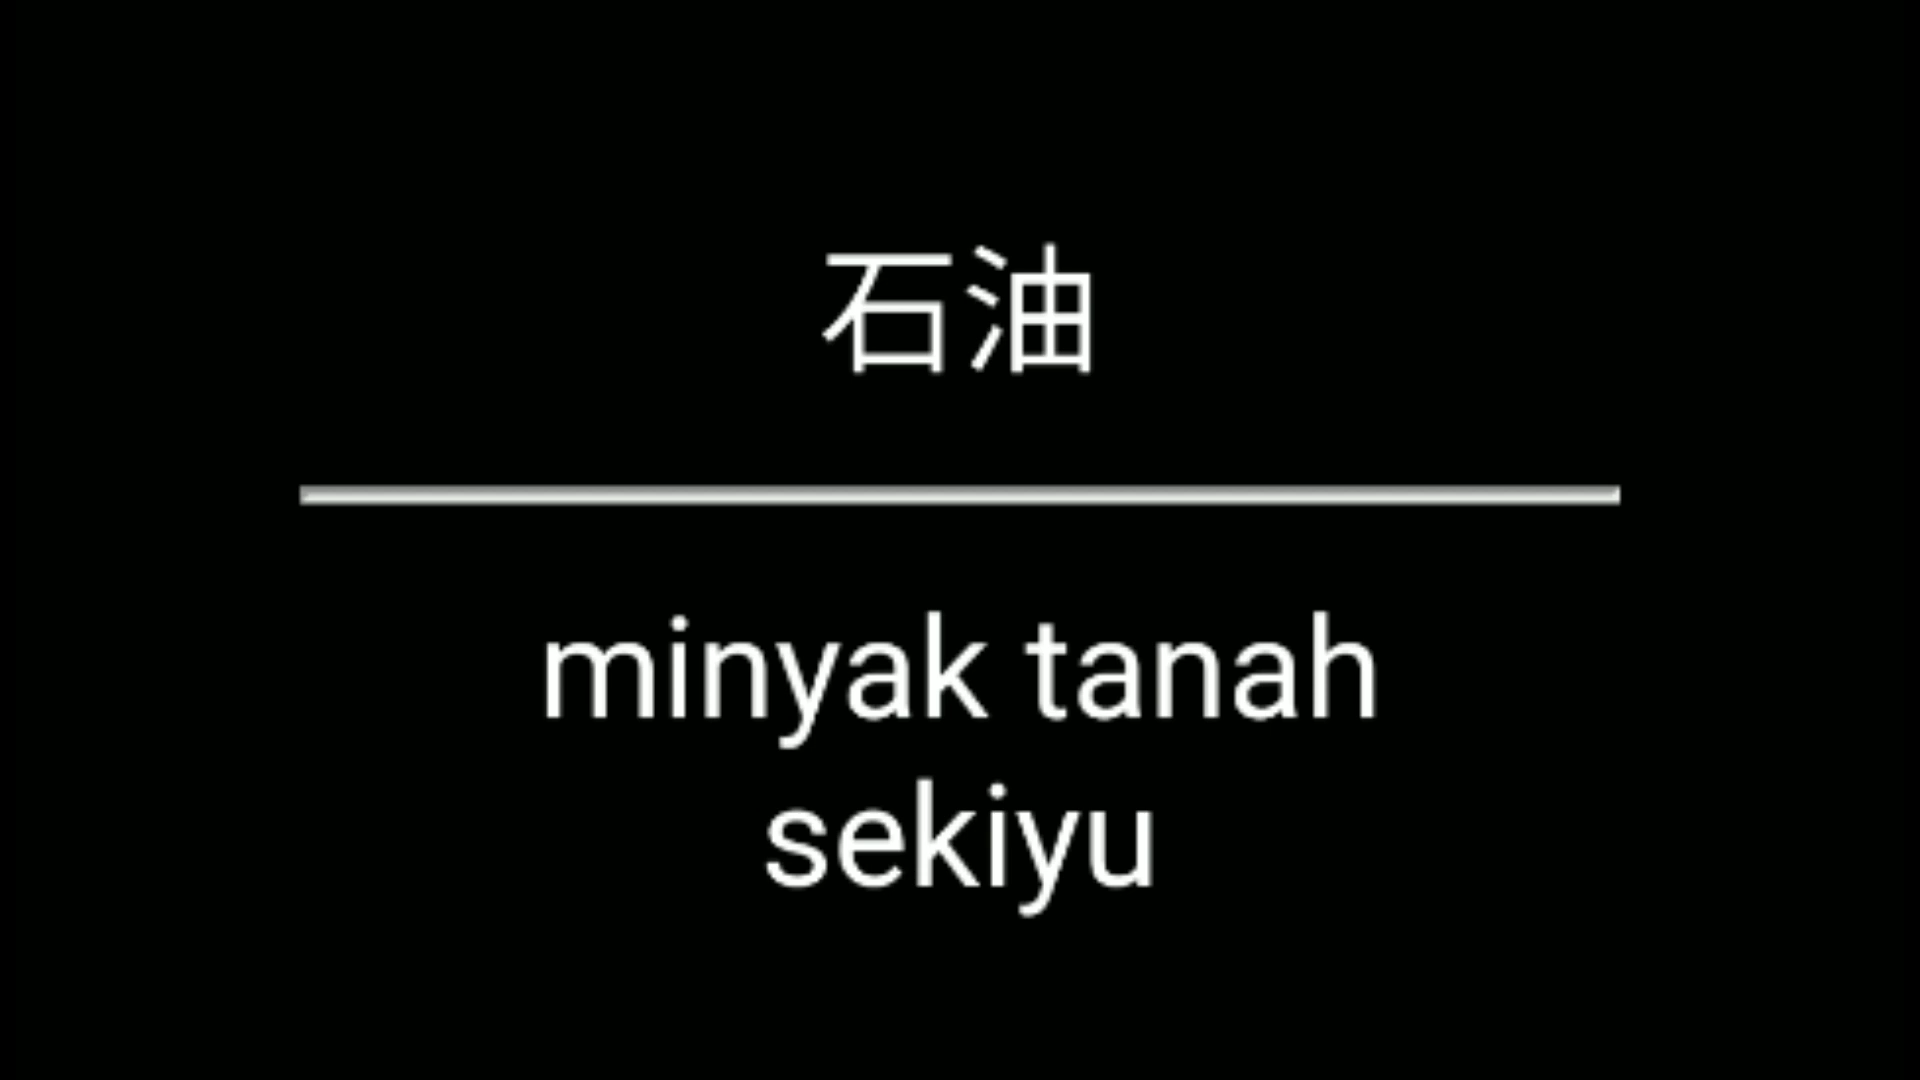 石油
minyak tanah
sekiyu